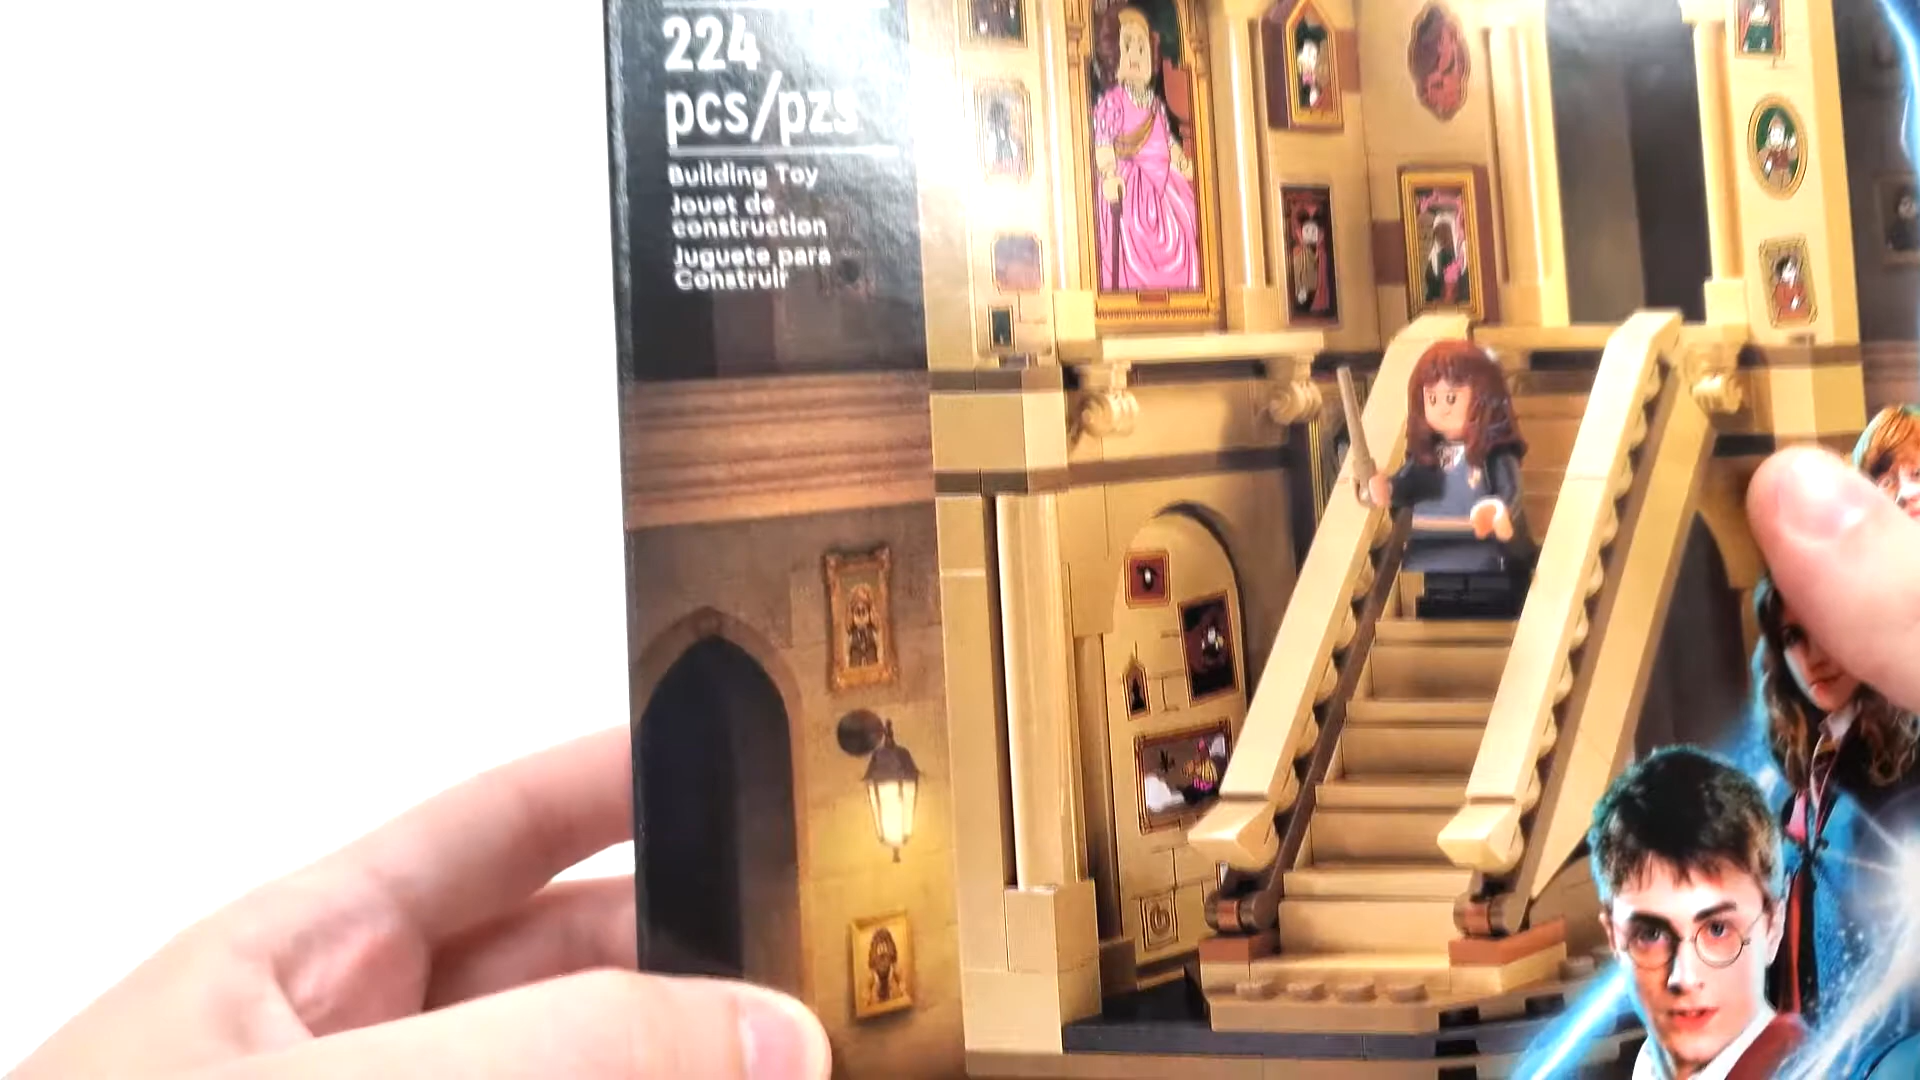 224
pcs/pzs
Building Toy
Jouet de
construction
Juguete para
Construir